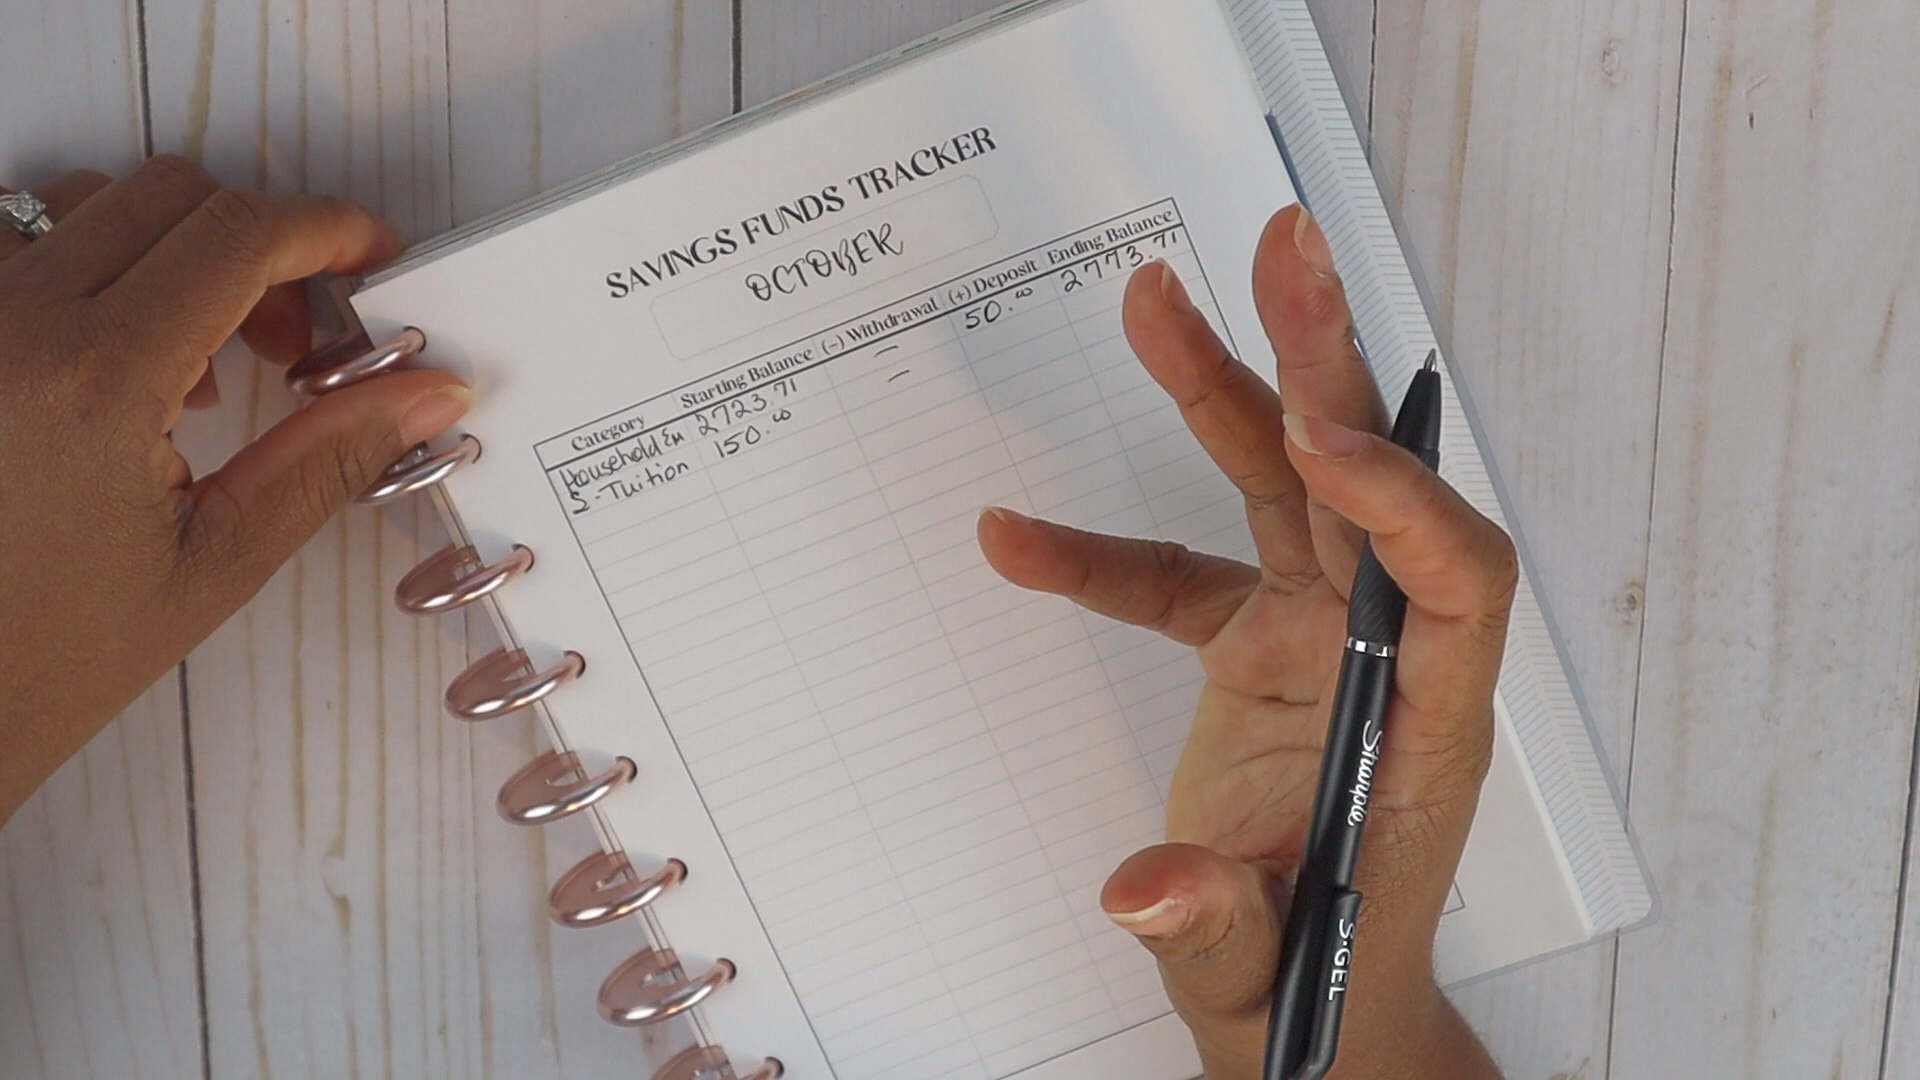 SAVINGS FUNDS TRACKER
OCTOBER
Category Starting Balance (-) Withdrawal (+) Deposit Ending Balance
Household Em 2723.71 — 50.00 2773.71
S-Tuition 150.00 —
Sharpie
S·GEL